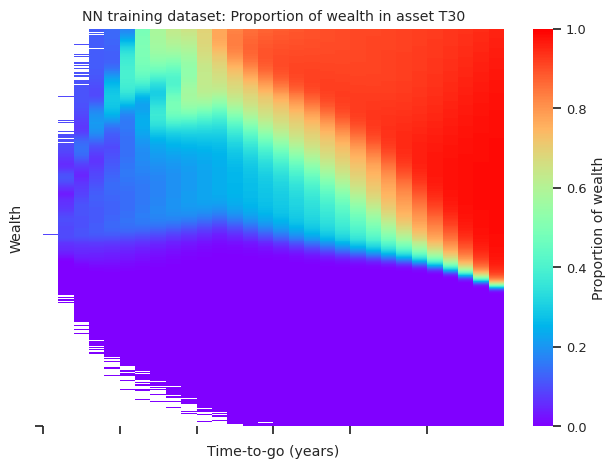 NN training dataset: Proportion of wealth in asset T30
Wealth
Time-to-go (years)
1.0
0.8
0.6
0.4
0.2
0.0
Proportion of wealth